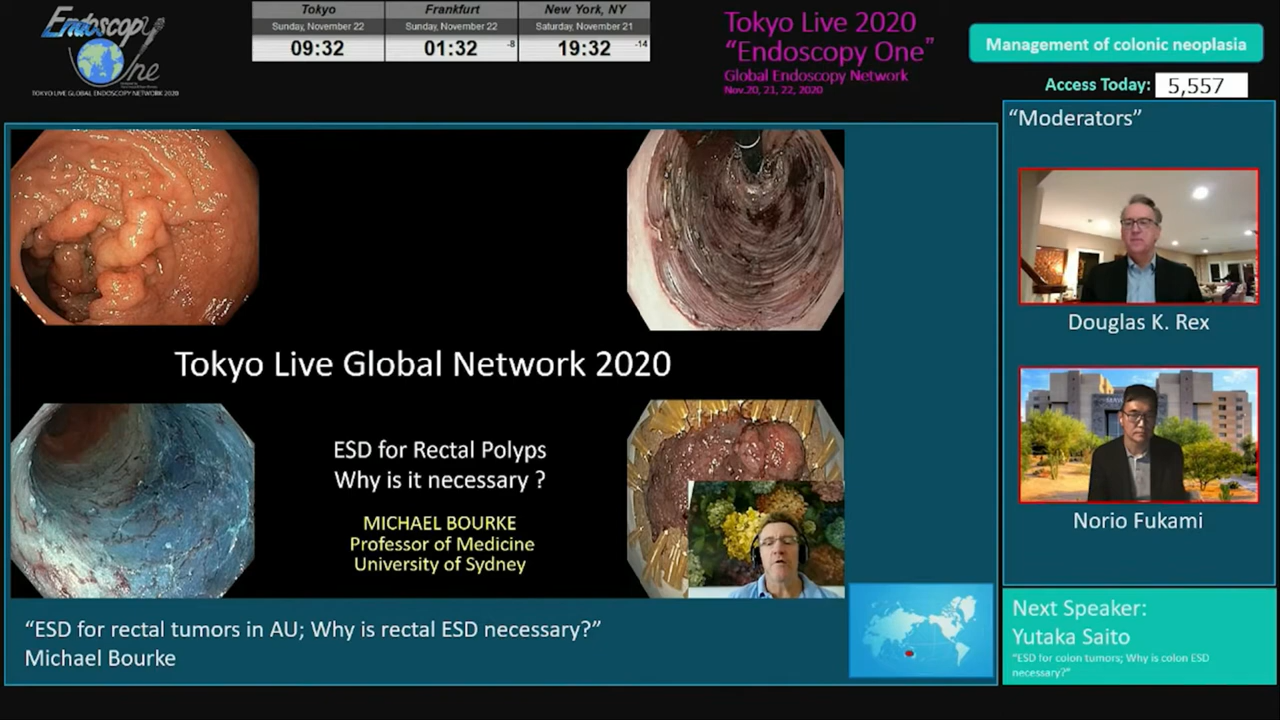 Endoscopy
One
TOKYO LIVE GLOBAL ENDOSCOPY NETWORK 2020
Tokyo
Sunday, November 22
09:32
Frankfurt
Sunday, November 22
01:32 -8
New York, NY
Saturday, November 21
19:32 -14
Tokyo Live 2020
“Endoscopy One”
Global Endoscopy Network
Nov.20, 21, 22, 2020
Management of colonic neoplasia
Access Today: 5,557
“Moderators”
Douglas K. Rex
Norio Fukami
Tokyo Live Global Network 2020
ESD for Rectal Polyps
Why is it necessary ?
MICHAEL BOURKE
Professor of Medicine
University of Sydney
“ESD for rectal tumors in AU; Why is rectal ESD necessary?”
Michael Bourke
Next Speaker:
Yutaka Saito
“ESD for colon tumors; Why is colon ESD
necessary?”